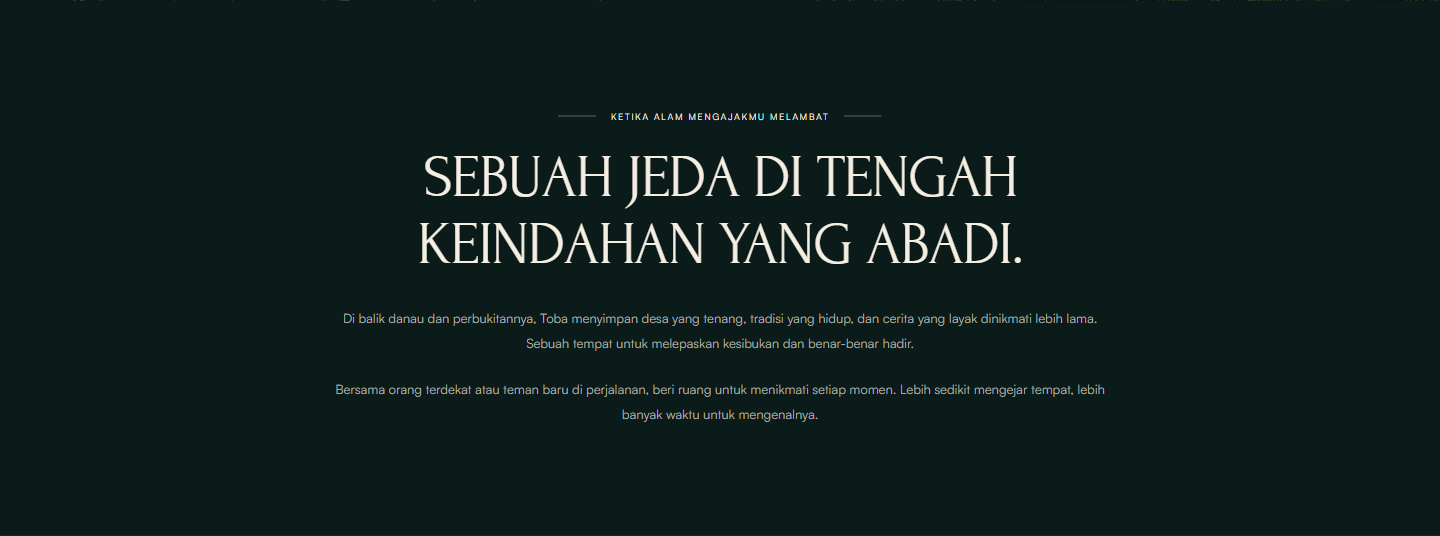 KETIKA ALAM MENGAJAKMU MELAMBAT
SEBUAH JEDA DI TENGAH
KEINDAHAN YANG ABADI.
Di balik danau dan perbukitannya, Toba menyimpan desa yang tenang, tradisi yang hidup, dan cerita yang layak dinikmati lebih lama.
Sebuah tempat untuk melepaskan kesibukan dan benar-benar hadir.
Bersama orang terdekat atau teman baru di perjalanan, beri ruang untuk menikmati setiap momen. Lebih sedikit mengejar tempat, lebih
banyak waktu untuk mengenalnya.